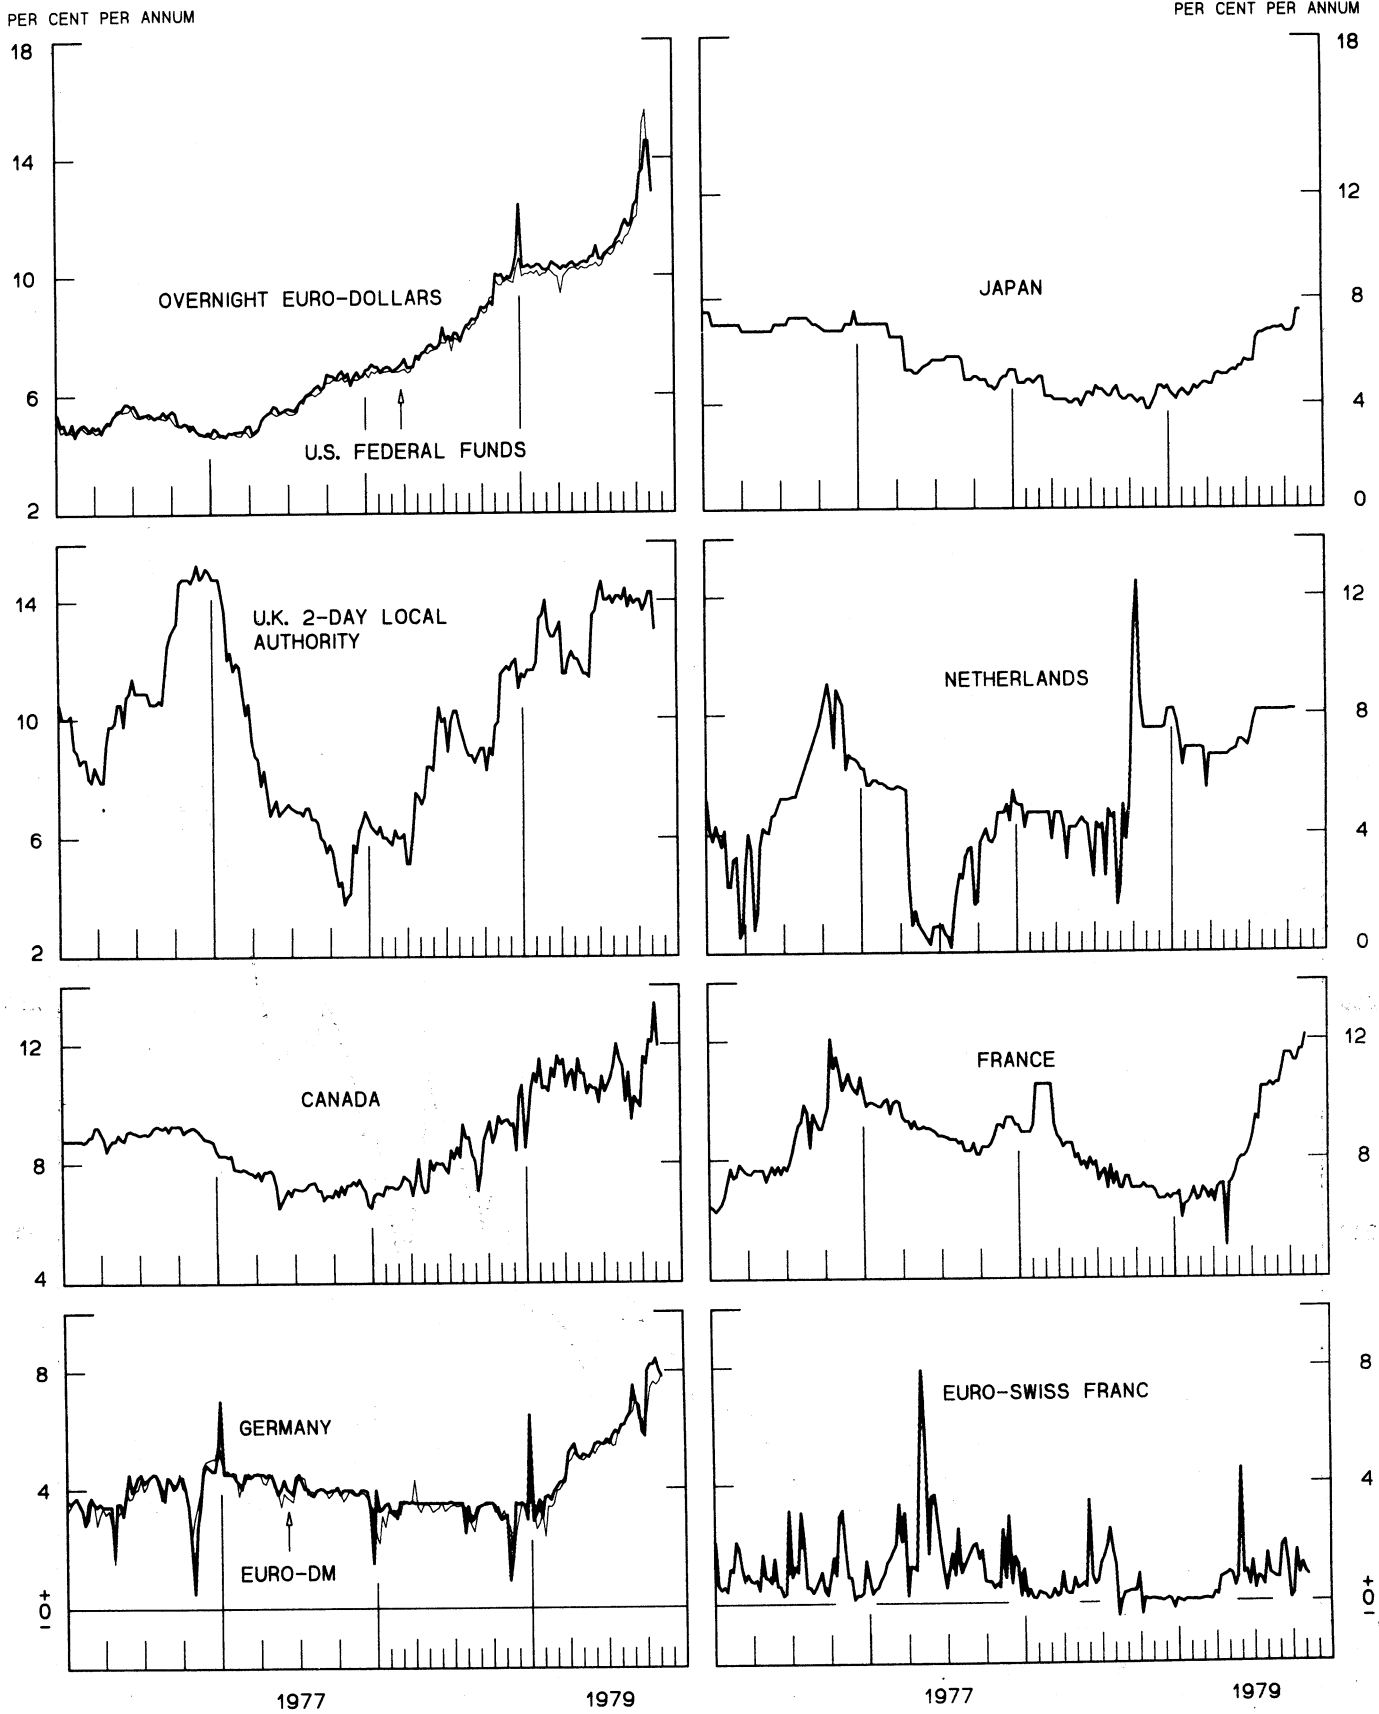 PER CENT PER ANNUM
PER CENT PER ANNUM
18
14
10
6
2
OVERNIGHT EURO-DOLLARS
U.S. FEDERAL FUNDS
JAPAN
18
12
8
4
0
14
10
6
2
U.K. 2-DAY LOCAL
AUTHORITY
NETHERLANDS
12
8
4
0
12
8
4
CANADA
FRANCE
12
8
8
4
+
0
−
GERMANY
EURO-DM
EURO-SWISS FRANC
8
4
+
0
−
1977
1979
1977
1979